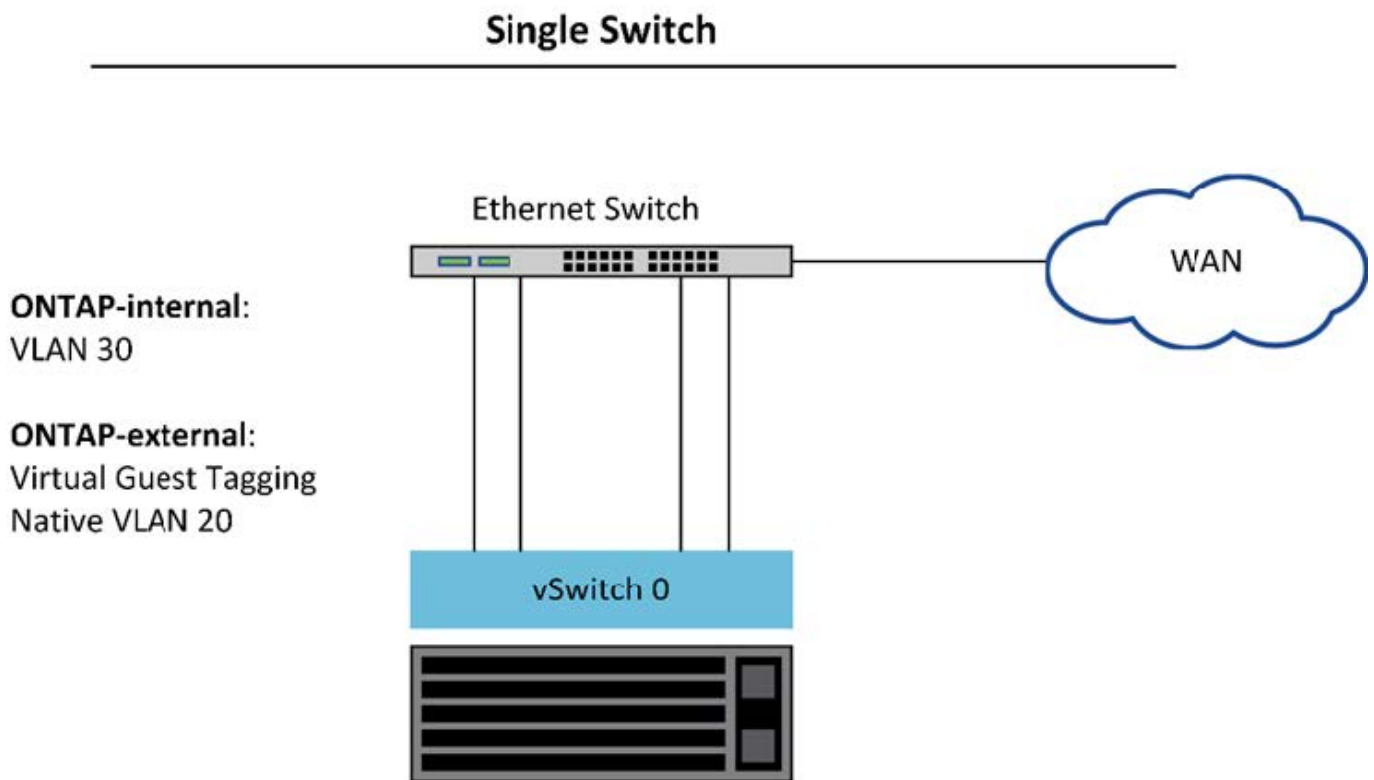 Single Switch
Ethernet Switch
WAN
ONTAP-internal:
VLAN 30
ONTAP-external:
Virtual Guest Tagging
Native VLAN 20
vSwitch 0